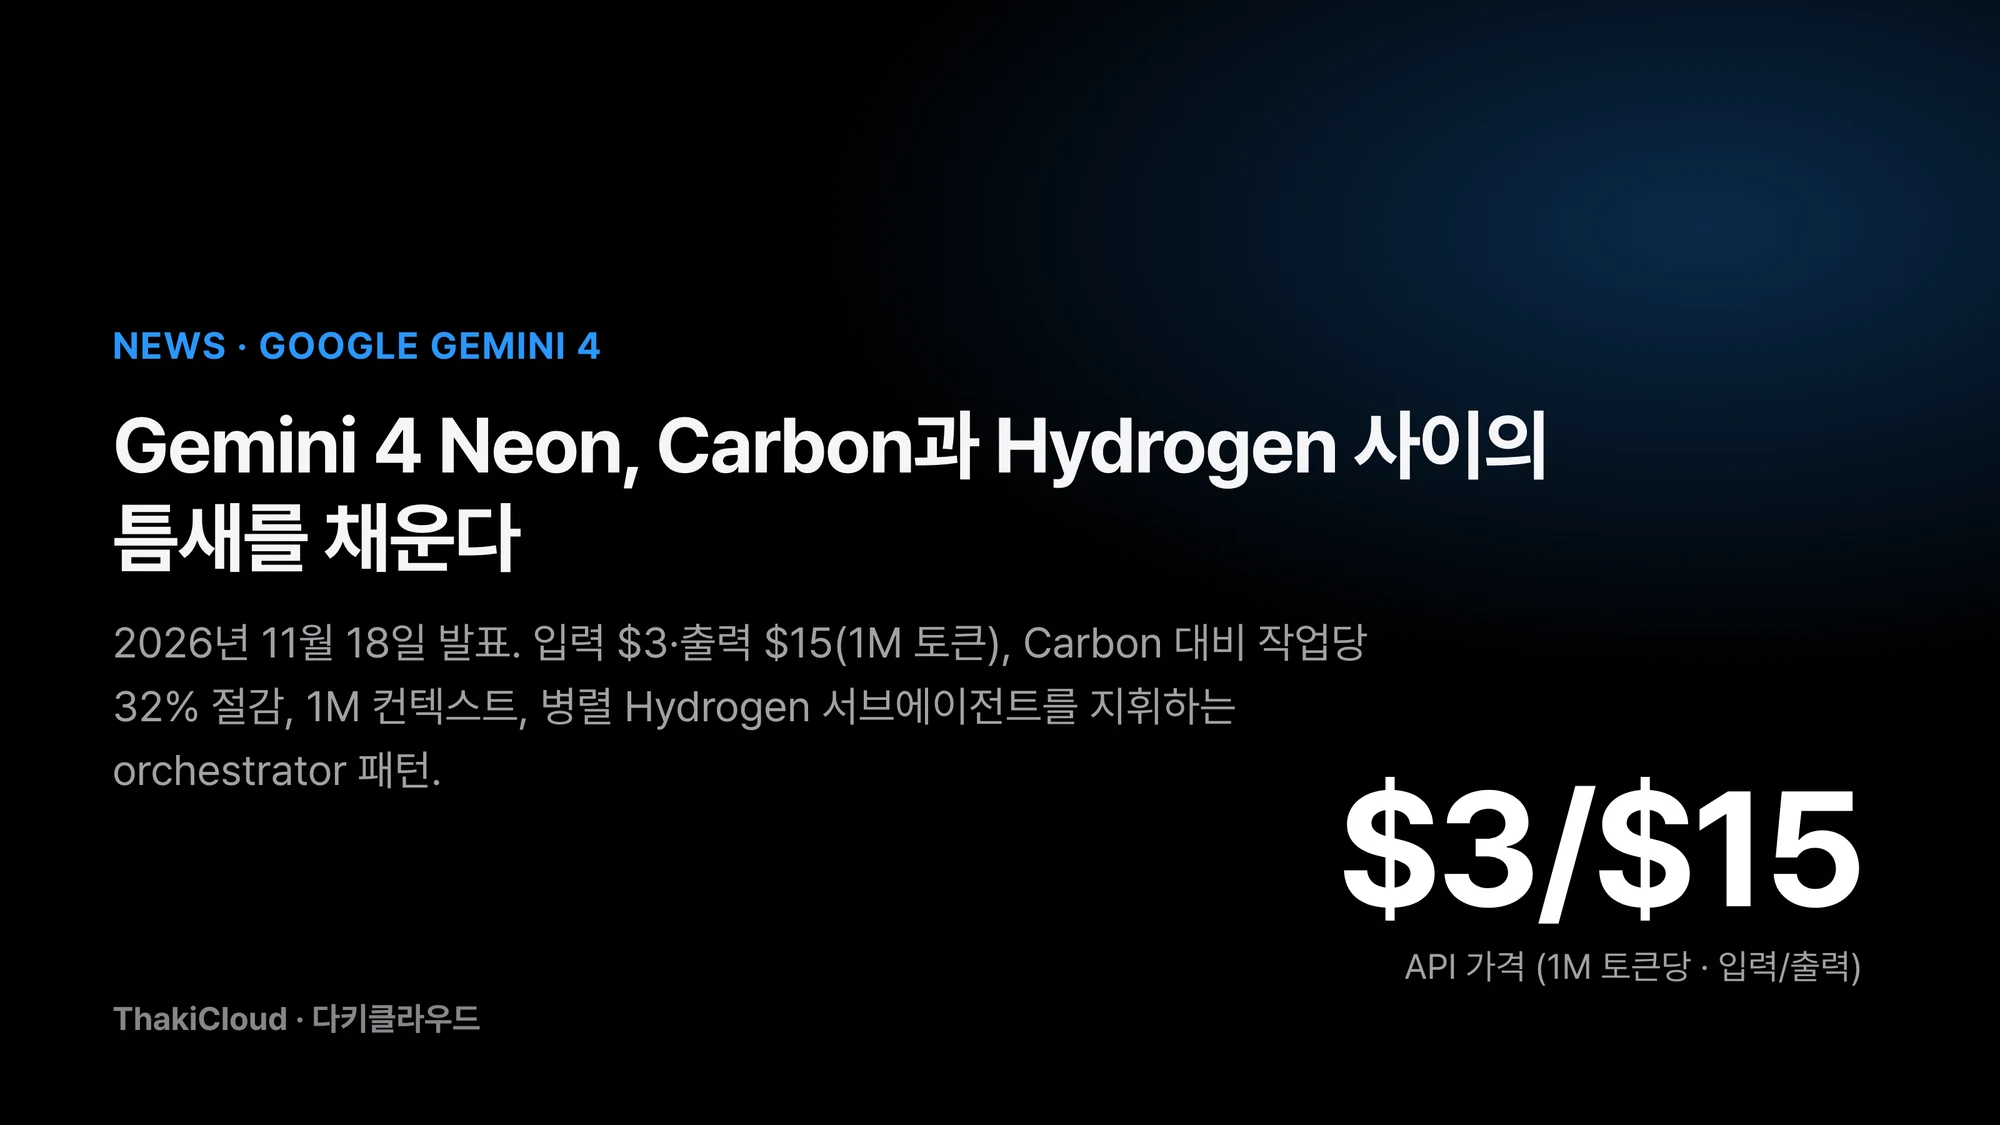 NEWS · GOOGLE GEMINI 4
Gemini 4 Neon, Carbon과 Hydrogen 사이의
틈새를 채운다
2026년 11월 18일 발표. 입력 $3·출력 $15(1M 토큰), Carbon 대비 작업당
32% 절감, 1M 컨텍스트, 병렬 Hydrogen 서브에이전트를 지휘하는
orchestrator 패턴.
$3/$15
API 가격 (1M 토큰당 · 입력/출력)
ThakiCloud · 다키클라우드